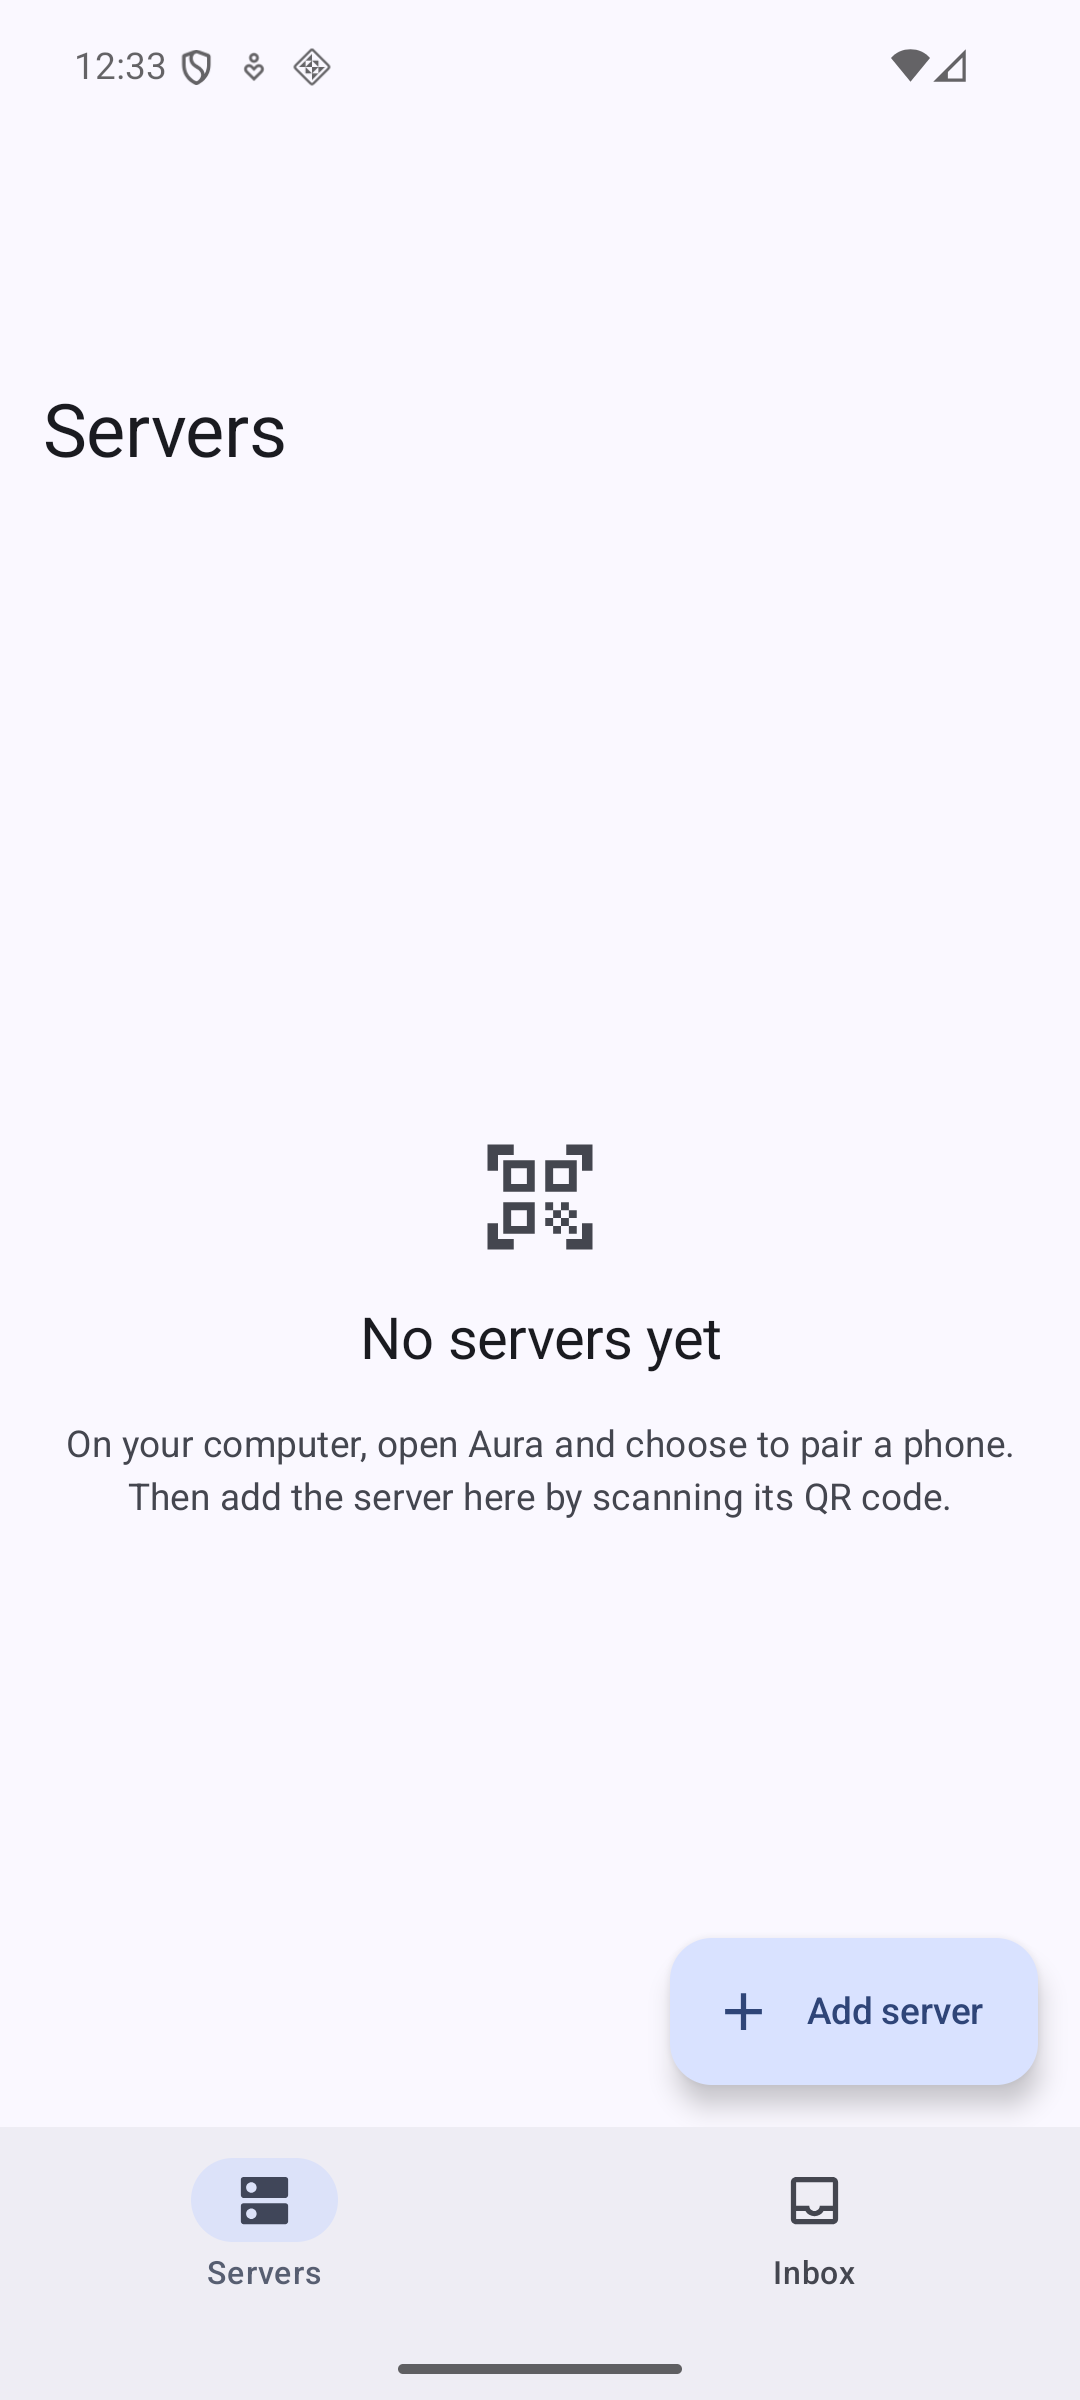 12:33
Servers
No servers yet
On your computer, open Aura and choose to pair a phone.
Then add the server here by scanning its QR code.
Add server
Servers
Inbox